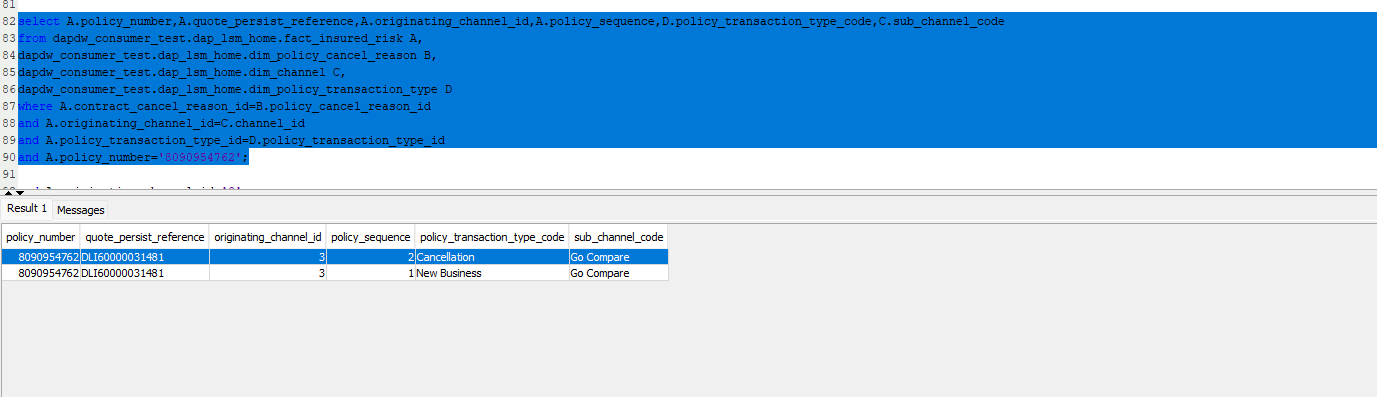 81
82 select A.policy_number,A.quote_persist_reference,A.originating_channel_id,A.policy_sequence,D.policy_transaction_type_code,C.sub_channel_code
83 from dapdw_consumer_test.dap_lsm_home.fact_insured_risk A,
84 dapdw_consumer_test.dap_lsm_home.dim_policy_cancel_reason B,
85 dapdw_consumer_test.dap_lsm_home.dim_channel C,
86 dapdw_consumer_test.dap_lsm_home.dim_policy_transaction_type D
87 where A.contract_cancel_reason_id=B.policy_cancel_reason_id
88 and A.originating_channel_id=C.channel_id
89 and A.policy_transaction_type_id=D.policy_transaction_type_id
90 and A.policy_number='8090954762';
91
Result 1 Messages
policy_number quote_persist_reference originating_channel_id policy_sequence policy_transaction_type_code sub_channel_code
8090954762 DLI60000031481 3 2 Cancellation Go Compare
8090954762 DLI60000031481 3 1 New Business Go Compare